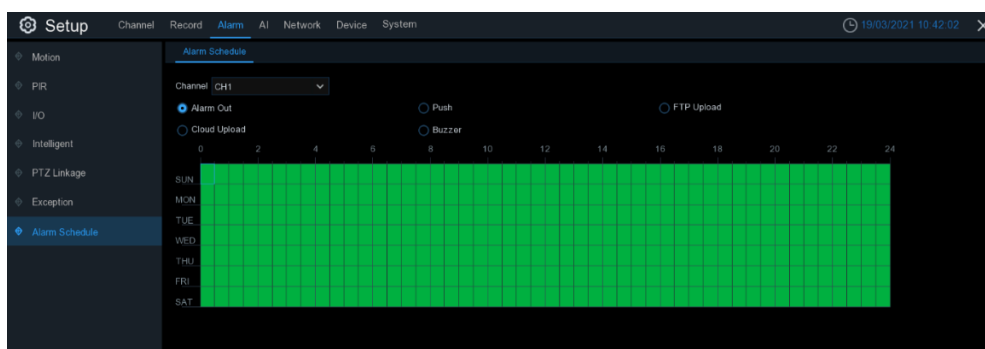 Setup Channel Record Alarm AI Network Device System 19/03/2021 10:42:02
Motion
PIR
I/O
Intelligent
PTZ Linkage
Exception
Alarm Schedule
Alarm Schedule
Channel CH1
Alarm Out Push FTP Upload
Cloud Upload Buzzer
0 2 4 6 8 10 12 14 16 18 20 22 24
SUN
MON
TUE
WED
THU
FRI
SAT